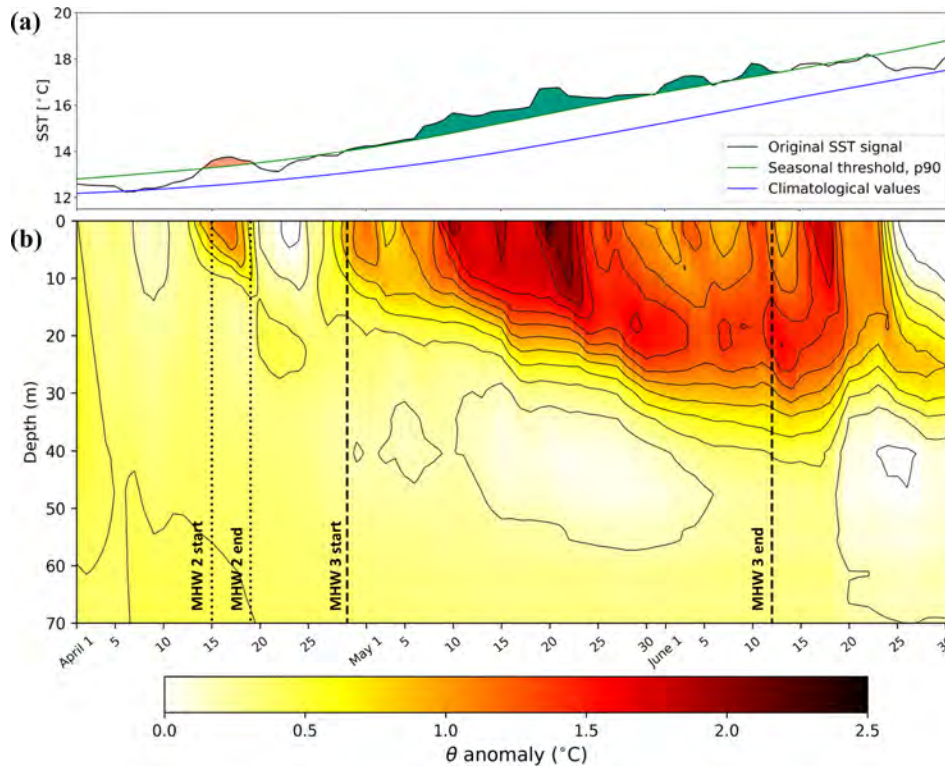 (a)
20
18
16
14
12
SST [°C]
Original SST signal
Seasonal threshold, p90
Climatological values
(b)
0
10
20
30
40
50
60
70
Depth (m)
MHW 2 start
MHW 2 end
MHW 3 start
MHW 3 end
April 1 5 10 15 20 25 May 1 5 10 15 20 25 30 June 1 5 10 15 20 25
0.0 0.5 1.0 1.5 2.0 2.5
θ anomaly (°C)